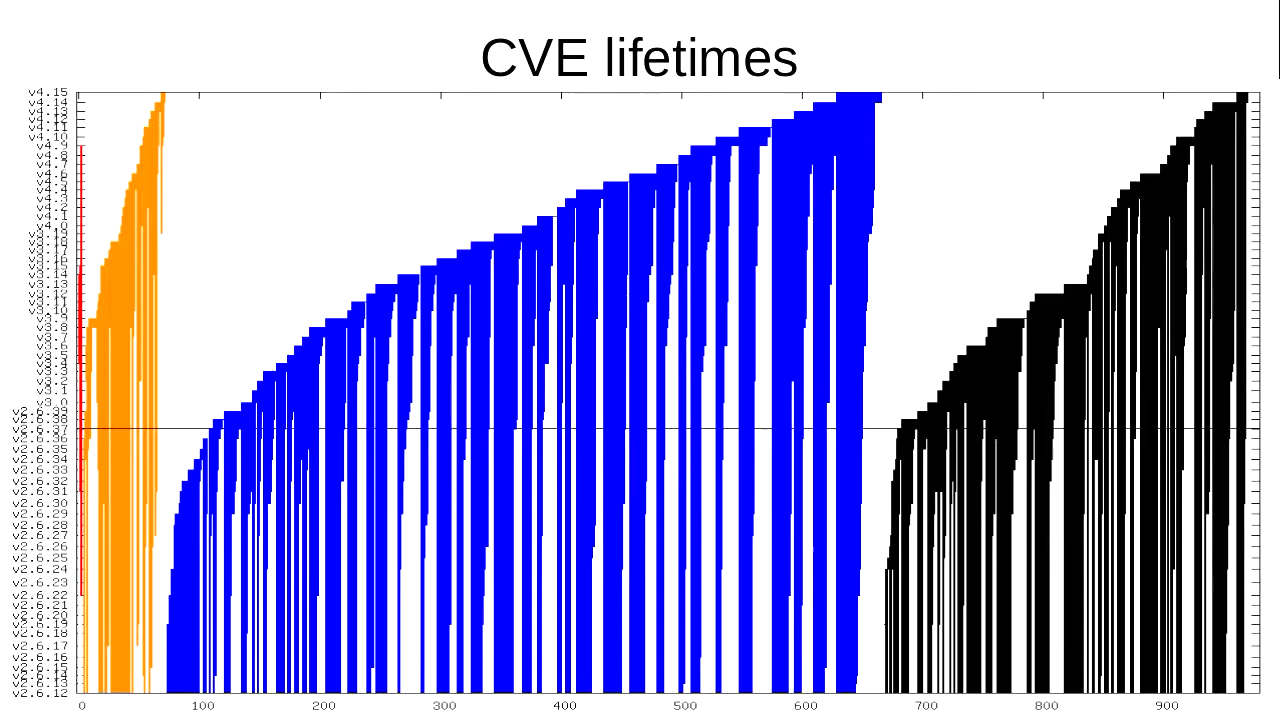 CVE lifetimes
v4.15
v4.14
v4.13
v4.12
v4.11
v4.10
v4.9
v4.8
v4.7
v4.6
v4.5
v4.4
v4.3
v4.2
v4.1
v4.0
v3.19
v3.18
v3.17
v3.16
v3.15
v3.14
v3.13
v3.12
v3.11
v3.10
v3.9
v3.8
v3.7
v3.6
v3.5
v3.4
v3.3
v3.2
v3.1
v3.0
v2.6.39
v2.6.38
v2.6.37
v2.6.36
v2.6.35
v2.6.34
v2.6.33
v2.6.32
v2.6.31
v2.6.30
v2.6.29
v2.6.28
v2.6.27
v2.6.26
v2.6.25
v2.6.24
v2.6.23
v2.6.22
v2.6.21
v2.6.20
v2.6.19
v2.6.18
v2.6.17
v2.6.16
v2.6.15
v2.6.14
v2.6.13
v2.6.12
0 100 200 300 400 500 600 700 800 900